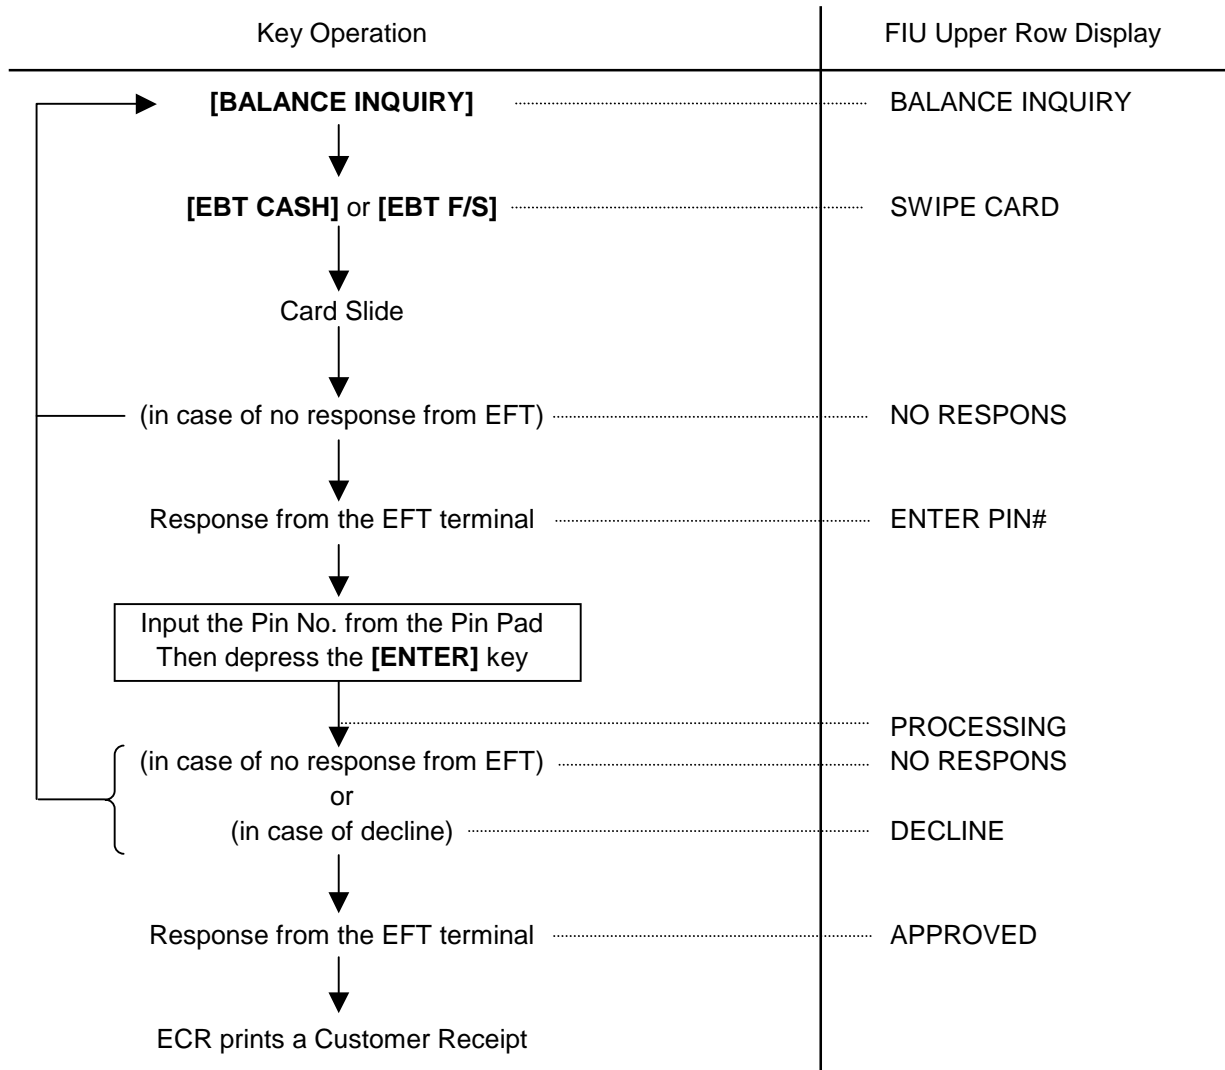 Key Operation FIU Upper Row Display
[BALANCE INQUIRY] BALANCE INQUIRY
[EBT CASH] or [EBT F/S] SWIPE CARD
Card Slide
(in case of no response from EFT) NO RESPONS
Response from the EFT terminal ENTER PIN#
Input the Pin No. from the Pin Pad
Then depress the [ENTER] key
PROCESSING
(in case of no response from EFT) NO RESPONS
or
(in case of decline) DECLINE
Response from the EFT terminal APPROVED
ECR prints a Customer Receipt